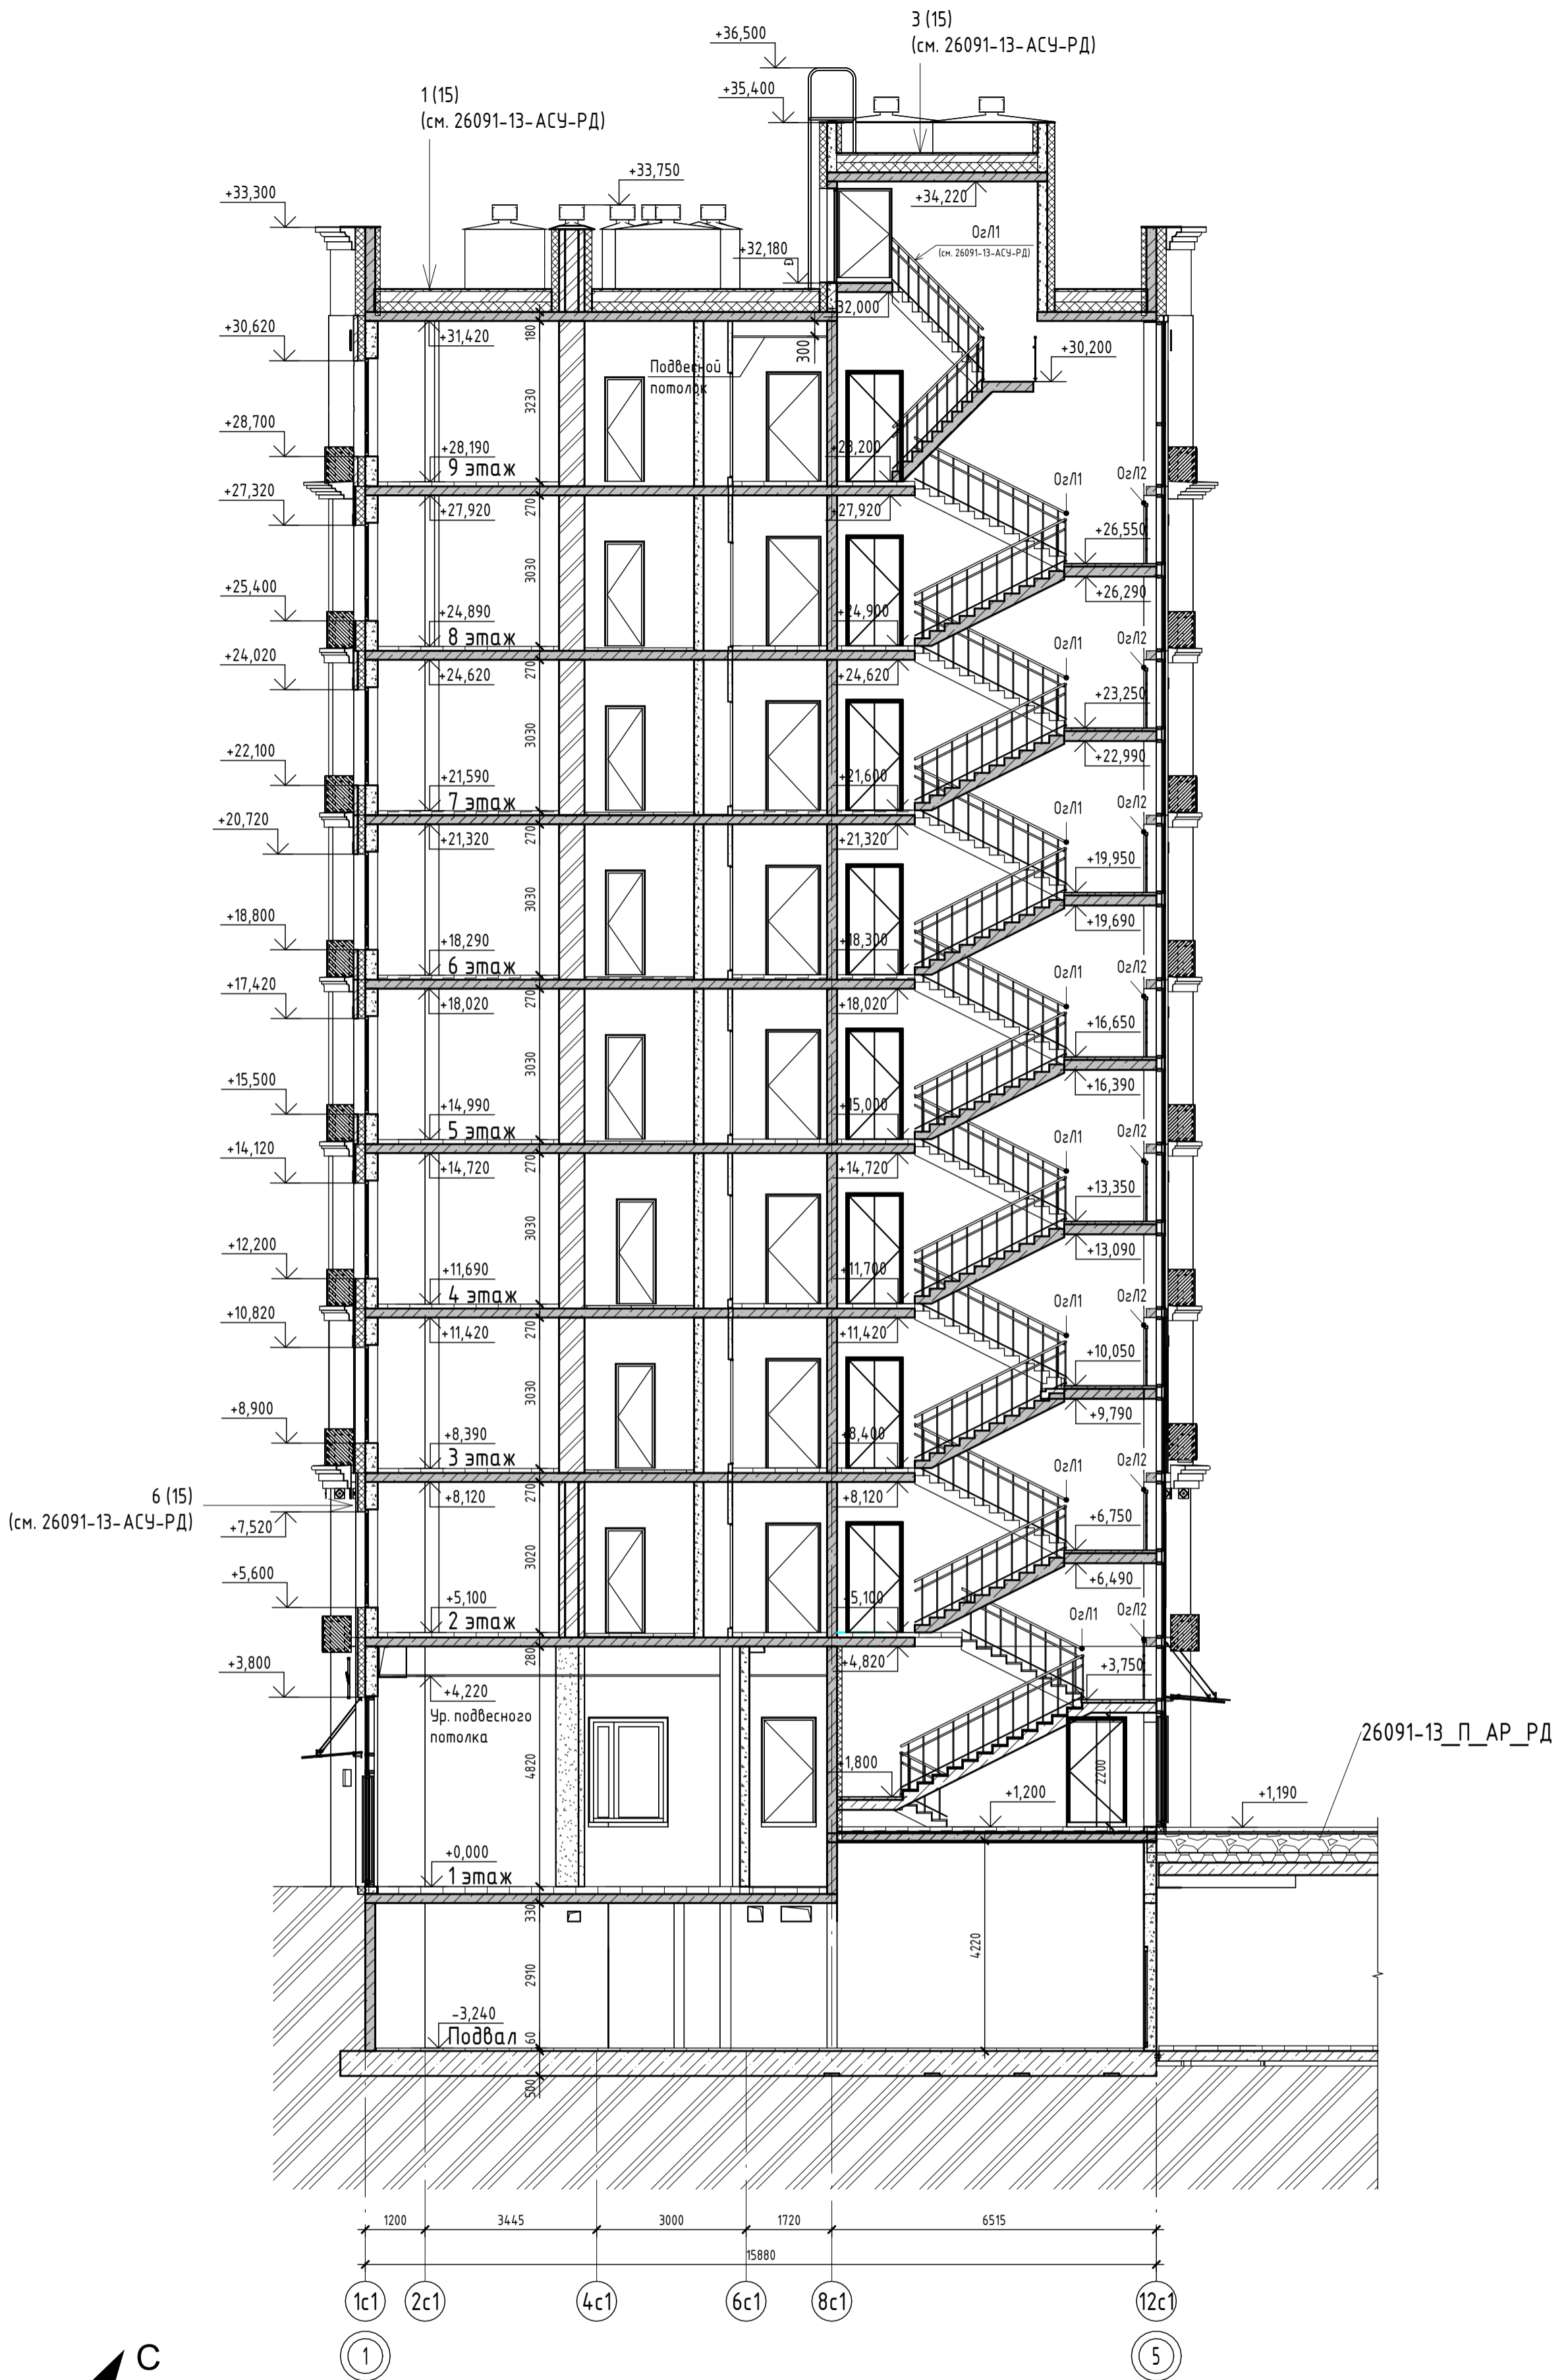 3 (15)
(см. 26091-13-АСУ-РД)
+36,500
+35,400
1 (15)
(см. 26091-13-АСУ-РД)
+33,750
+33,300
+34,220
ОгЛ1
(см. 26091-13-АСУ-РД)
+32,180
+32,000
+30,620
+31,420
180
300
Подвесной
потолок
+30,200
3230
+28,700
+28,190
9 этаж
+28,200
ОгЛ1
ОгЛ2
+27,320
+27,920
270
+27,920
+26,550
3030
+26,290
+25,400
+24,890
8 этаж
+24,900
ОгЛ1
ОгЛ2
+24,020
+24,620
270
+24,620
+23,250
3030
+22,990
+22,100
+21,590
7 этаж
+21,600
ОгЛ1
ОгЛ2
+20,720
+21,320
270
+21,320
+19,950
3030
+19,690
+18,800
+18,290
6 этаж
+18,300
ОгЛ1
ОгЛ2
+17,420
+18,020
270
+18,020
+16,650
3030
+16,390
+15,500
+14,990
5 этаж
+15,000
ОгЛ1
ОгЛ2
+14,120
+14,720
270
+14,720
+13,350
3030
+13,090
+12,200
+11,690
4 этаж
+11,700
ОгЛ1
ОгЛ2
+10,820
+11,420
270
+11,420
+10,050
3030
+9,790
+8,900
+8,390
3 этаж
+8,400
ОгЛ1
ОгЛ2
6 (15)
(см. 26091-13-АСУ-РД)
+8,120
270
+8,120
+7,520
+6,750
3020
+6,490
+5,600
+5,100
2 этаж
+5,100
ОгЛ1
ОгЛ2
280
+4,820
+3,800
+4,220
Ур. подвесного
потолка
+3,750
26091-13_П_АР_РД
4820
+1,800
2200
+1,200
+1,190
+0,000
1 этаж
330
4220
2910
-3,240
Подвал
60
500
1200
3445
3000
1720
6515
15880
1с1
2с1
4с1
6с1
8с1
12с1
1
5
С